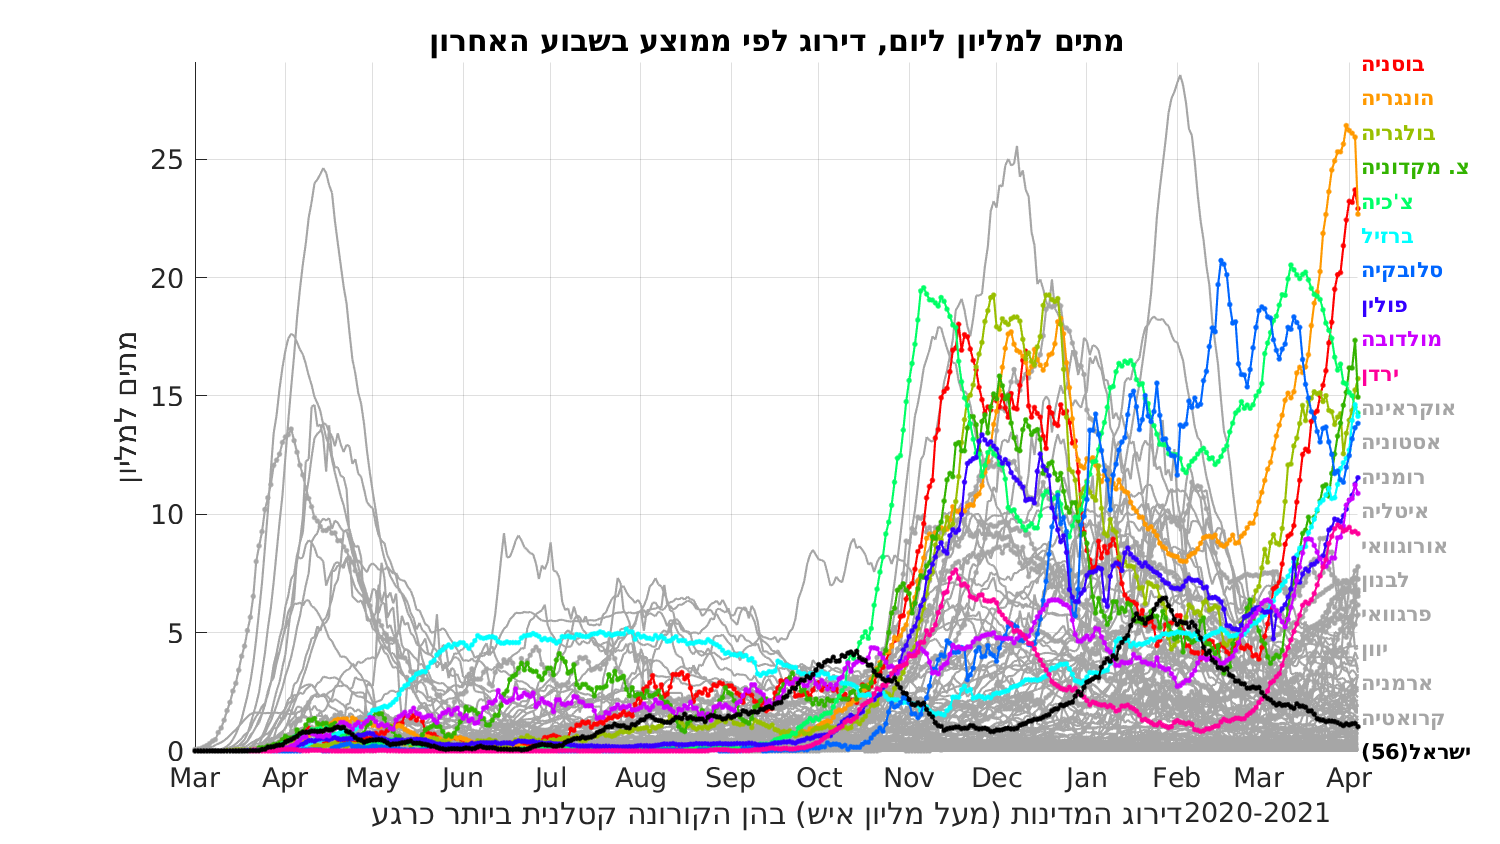 מתים למליון ליום, דירוג לפי ממוצע בשבוע האחרון
מתים למליון
25
20
15
10
5
0
Mar Apr May Jun Jul Aug Sep Oct Nov Dec Jan Feb Mar Apr
2020-2021דירוג המדינות (מעל מליון איש) בהן הקורונה קטלנית ביותר כרגע
בוסניה
הונגריה
בולגריה
צ. מקדוניה
צ'כיה
ברזיל
סלובקיה
פולין
מולדובה
ירדן
אוקראינה
אסטוניה
רומניה
איטליה
אורוגוואי
לבנון
פרגוואי
יוון
ארמניה
קרואטיה
ישראל(56)